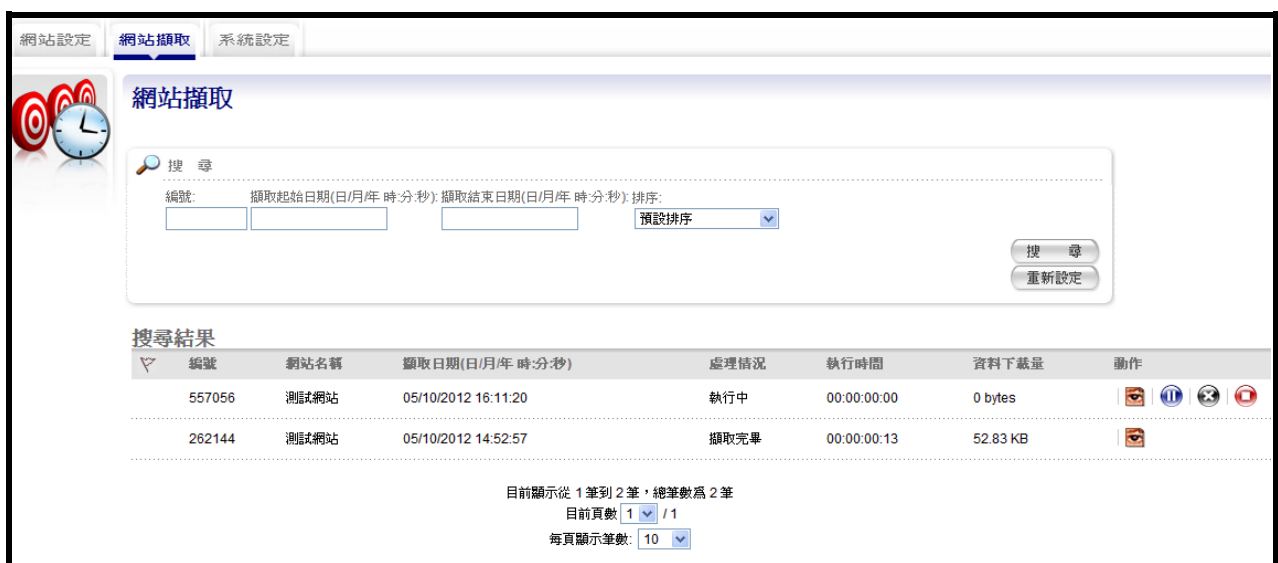 網站設定 網站擷取 系統設定
網站擷取
搜 尋
編號: 擷取起始日期(日/月/年 時:分:秒): 擷取結束日期(日/月/年 時:分:秒): 排序:
預設排序
搜 尋
重新設定
搜尋結果
編號 網站名稱 擷取日期(日/月/年 時:分:秒) 處理情況 執行時間 資料下載量 動作
557056 測試網站 05/10/2012 16:11:20 執行中 00:00:00:00 0 bytes
262144 測試網站 05/10/2012 14:52:57 擷取完畢 00:00:00:13 52.83 KB
目前顯示從 1 筆到 2 筆，總筆數爲 2 筆
目前頁數 1 / 1
每頁顯示筆數: 10